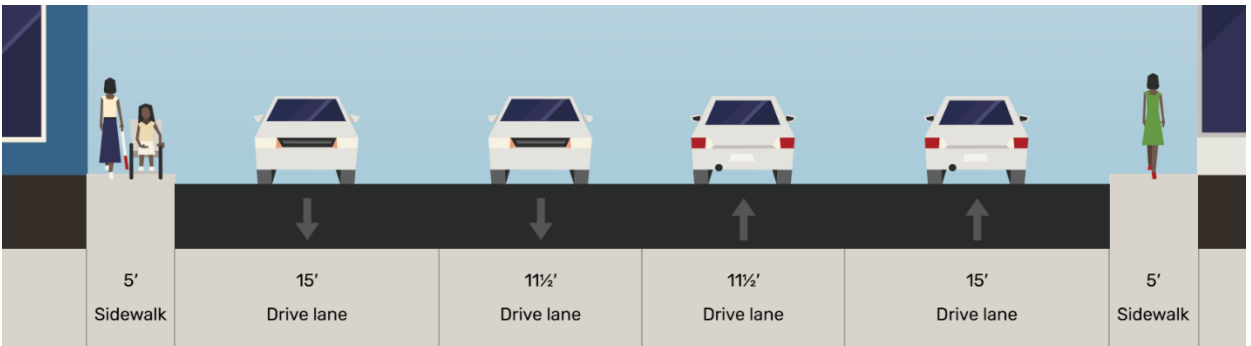 5′
Sidewalk
15′
Drive lane
11½′
Drive lane
11½′
Drive lane
15′
Drive lane
5′
Sidewalk